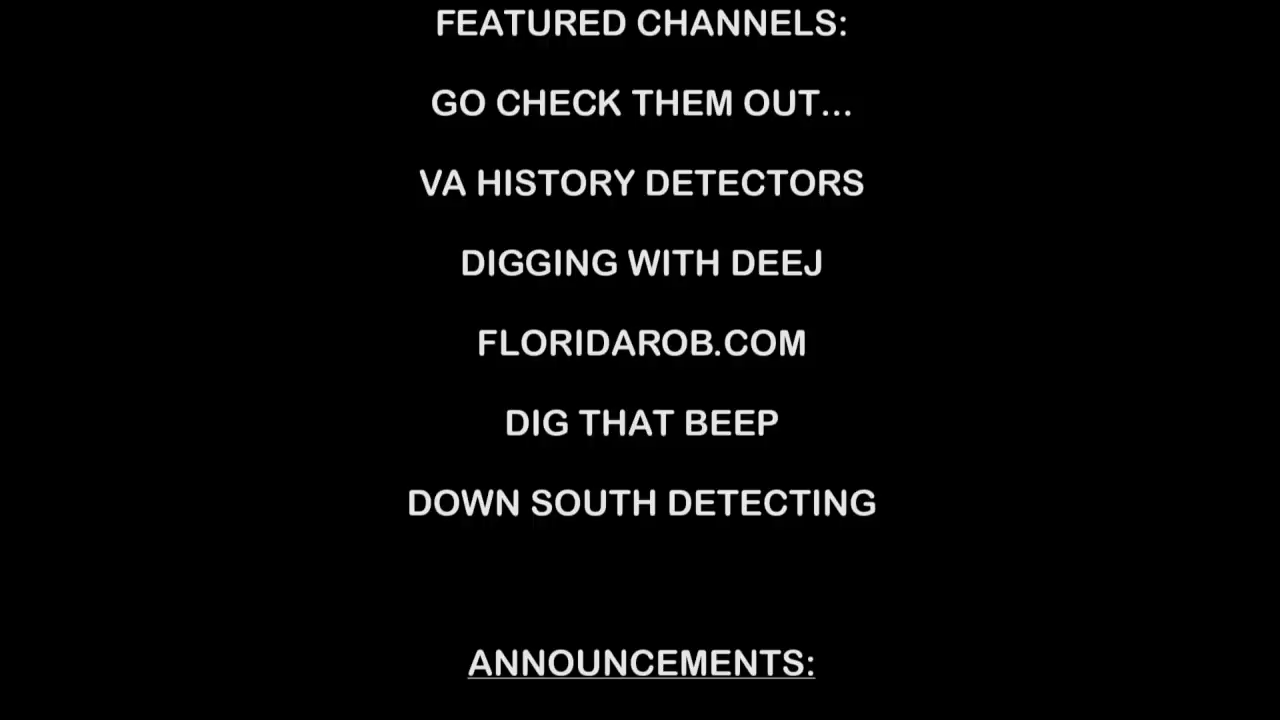 FEATURED CHANNELS:
GO CHECK THEM OUT...
VA HISTORY DETECTORS
DIGGING WITH DEEJ
FLORIDAROB.COM
DIG THAT BEEP
DOWN SOUTH DETECTING
ANNOUNCEMENTS: